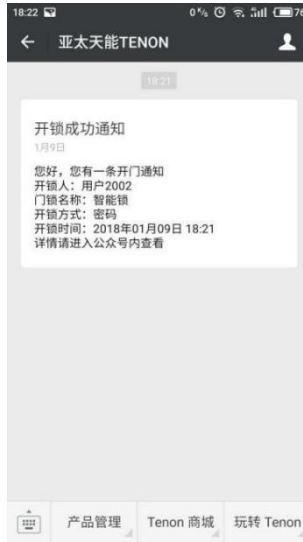 18:22 0% 76
亚太天能TENON
18:21
开锁成功通知
1月9日
您好，您有一条开门通知
开锁人：用户2002
门锁名称：智能锁
开锁方式：密码
开锁时间：2018年01月09日 18:21
详情请进入公众号内查看
产品管理 Tenon 商城 玩转 Tenon